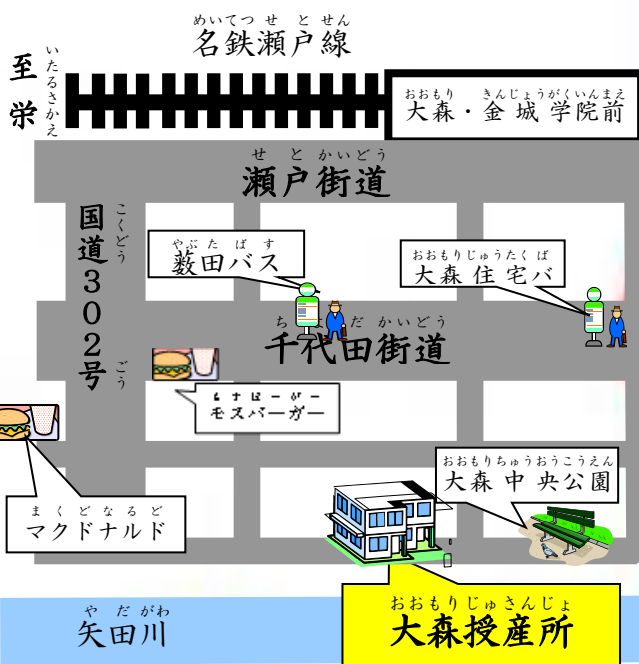 めいてつ せ と せん
名鉄瀬戸線
いたるさかえ
至 栄
おおもり きんじょうがくいんまえ
大森・金城学院前
せ と かいどう
瀬戸街道
こくどう ごう
国道302号
やぶ た ば す
薮田バス
おおもりじゅうたく ば
大森住宅バ
だ かいどう
千代田街道
モスバーガー
おおもりちゅうおうこうえん
大森中央公園
ま く ど な る ど
マクドナルド
や だ がわ
矢田川
おおもりじゅさんじょ
大森授産所